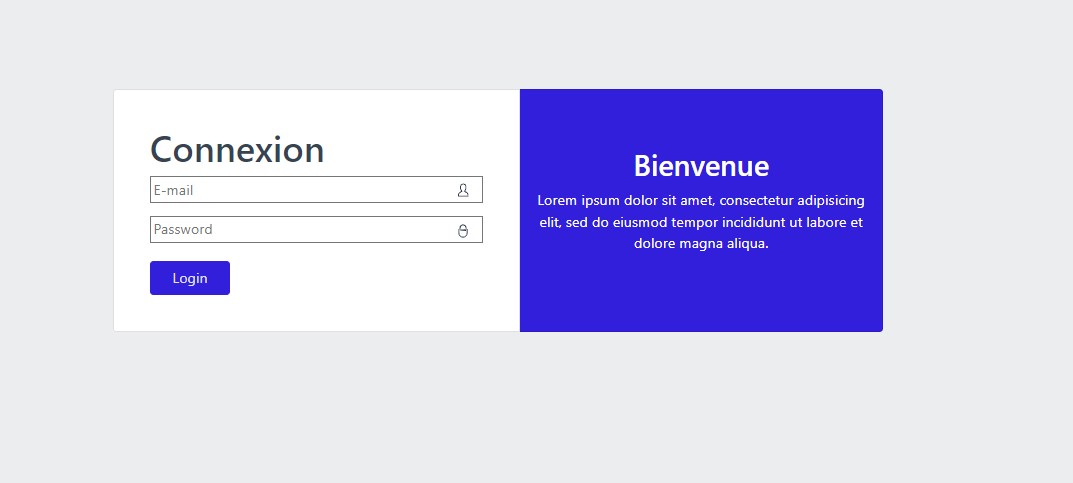 Connexion
E-mail
Password
Login
Bienvenue
Lorem ipsum dolor sit amet, consectetur adipisicing
elit, sed do eiusmod tempor incididunt ut labore et
dolore magna aliqua.